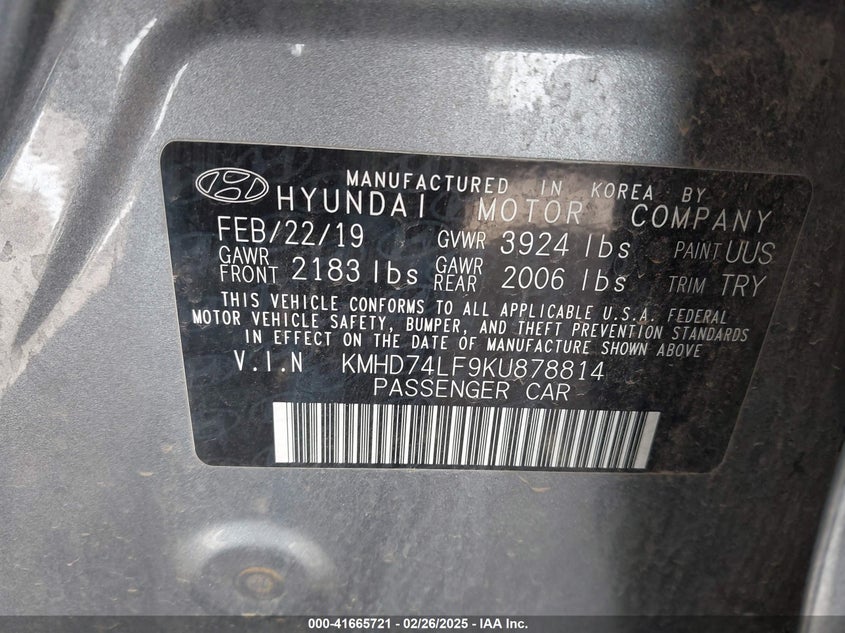 MANUFACTURED IN KOREA BY
HYUNDAI MOTOR COMPANY
FEB/22/19 GVWR 3924 lbs PAINT UUS
GAWR FRONT 2183 lbs GAWR REAR 2006 lbs TRIM TRY
THIS VEHICLE CONFORMS TO ALL APPLICABLE U.S.A. FEDERAL
MOTOR VEHICLE SAFETY, BUMPER, AND THEFT PREVENTION STANDARDS
IN EFFECT ON THE DATE OF MANUFACTURE SHOWN ABOVE
V.I.N KMHD74LF9KU878814
PASSENGER CAR
000-41665721 - 02/26/2025 - IAA Inc.